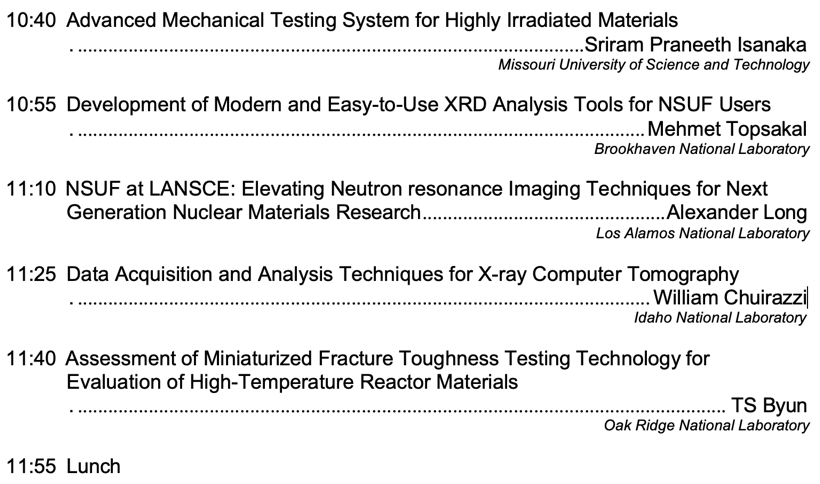 10:40 Advanced Mechanical Testing System for Highly Irradiated Materials
. ....................................................................................................Sriram Praneeth Isanaka
Missouri University of Science and Technology
10:55 Development of Modern and Easy-to-Use XRD Analysis Tools for NSUF Users
. ................................................................................................................Mehmet Topsakal
Brookhaven National Laboratory
11:10 NSUF at LANSCE: Elevating Neutron resonance Imaging Techniques for Next
Generation Nuclear Materials Research................................................Alexander Long
Los Alamos National Laboratory
11:25 Data Acquisition and Analysis Techniques for X-ray Computer Tomography
. .................................................................................................................William Chuirazzi
Idaho National Laboratory
11:40 Assessment of Miniaturized Fracture Toughness Testing Technology for
Evaluation of High-Temperature Reactor Materials
. ................................................................................................................................ TS Byun
Oak Ridge National Laboratory
11:55 Lunch